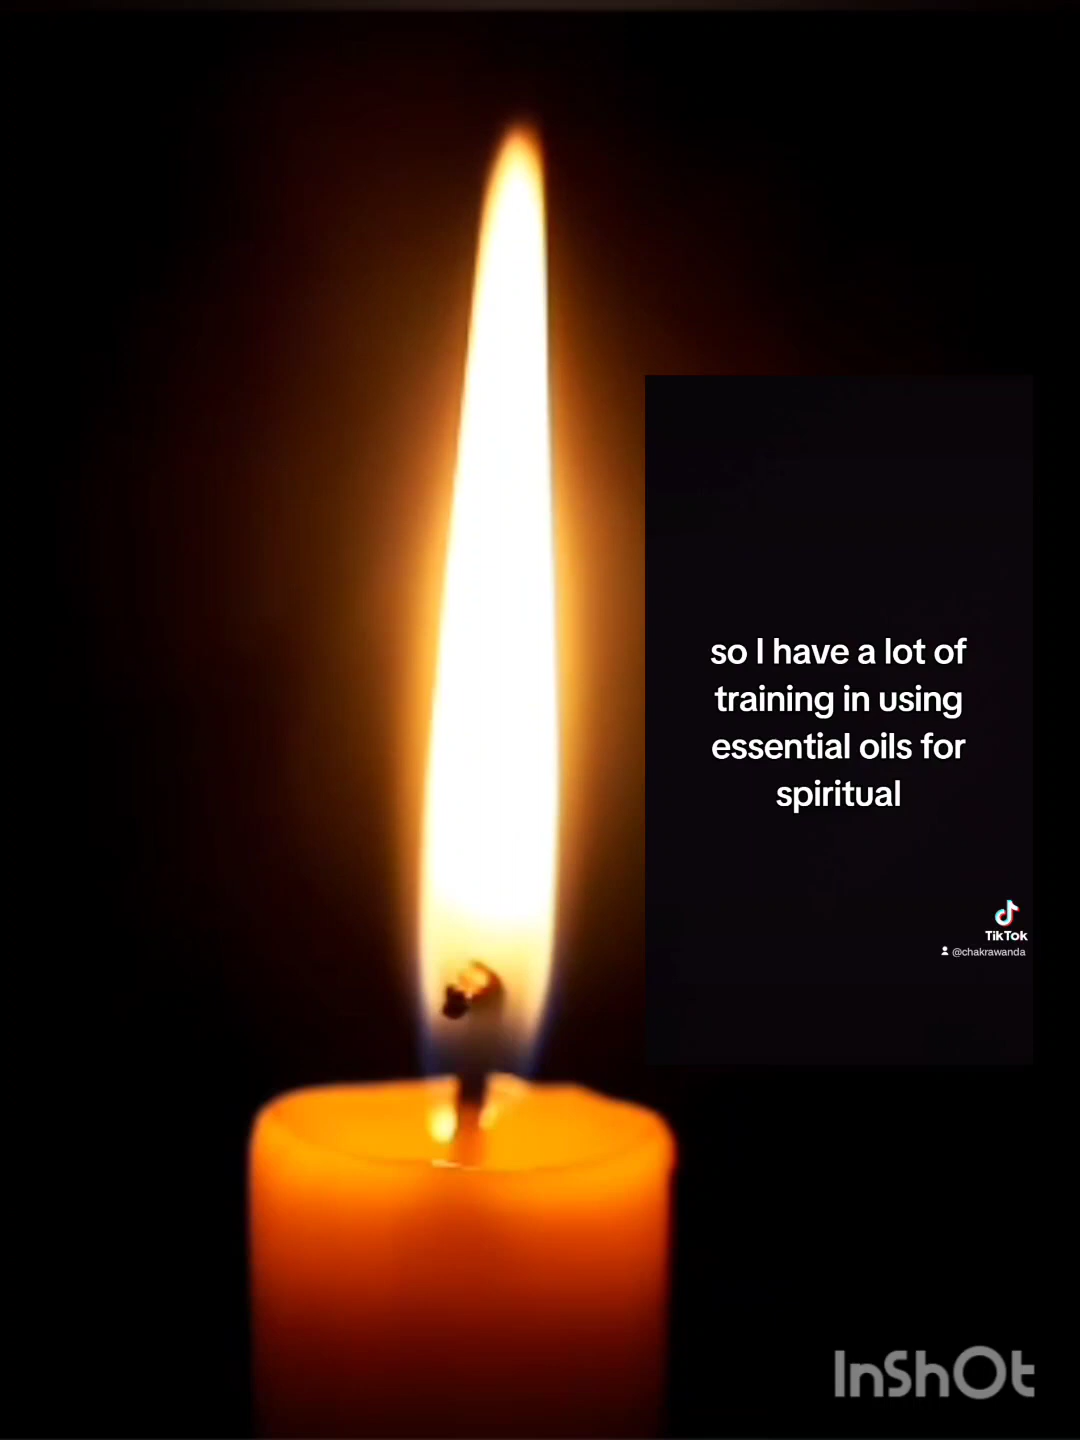 so I have a lot of
training in using
essential oils for
spiritual
TikTok
@chakrawanda
InShOt